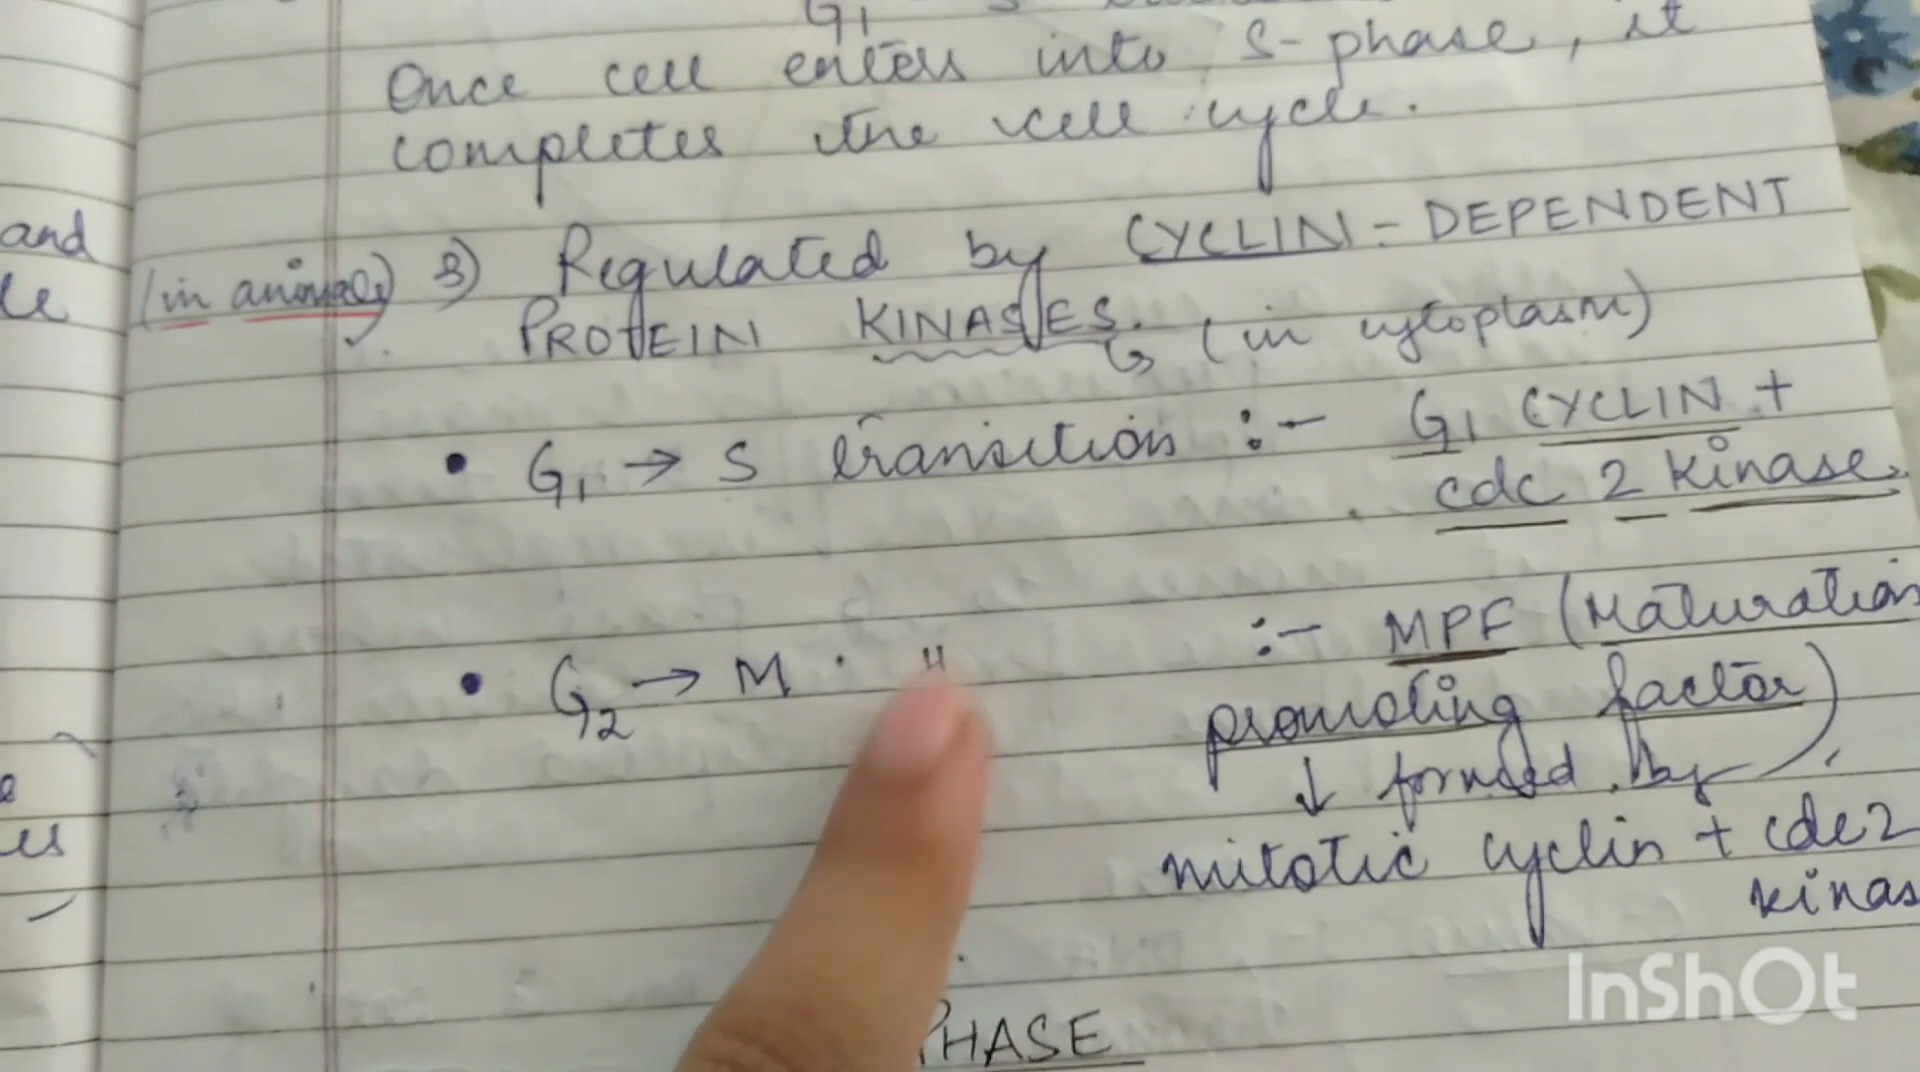 G1
Once cell enters into S-phase, it
completes the cell cycle.
and
le
(in animals) 3) Regulated by CYCLIN-DEPENDENT
PROTEIN KINASES. ↳ (in cytoplasm)
• G1 → S transition :- G1 CYCLIN +
cdc 2 kinase.
• G2 → M " :- MPF (Maturation
promoting factor)
↓ formed by
es
mitotic cyclin + cdc2
kinas
PHASE
InShOt